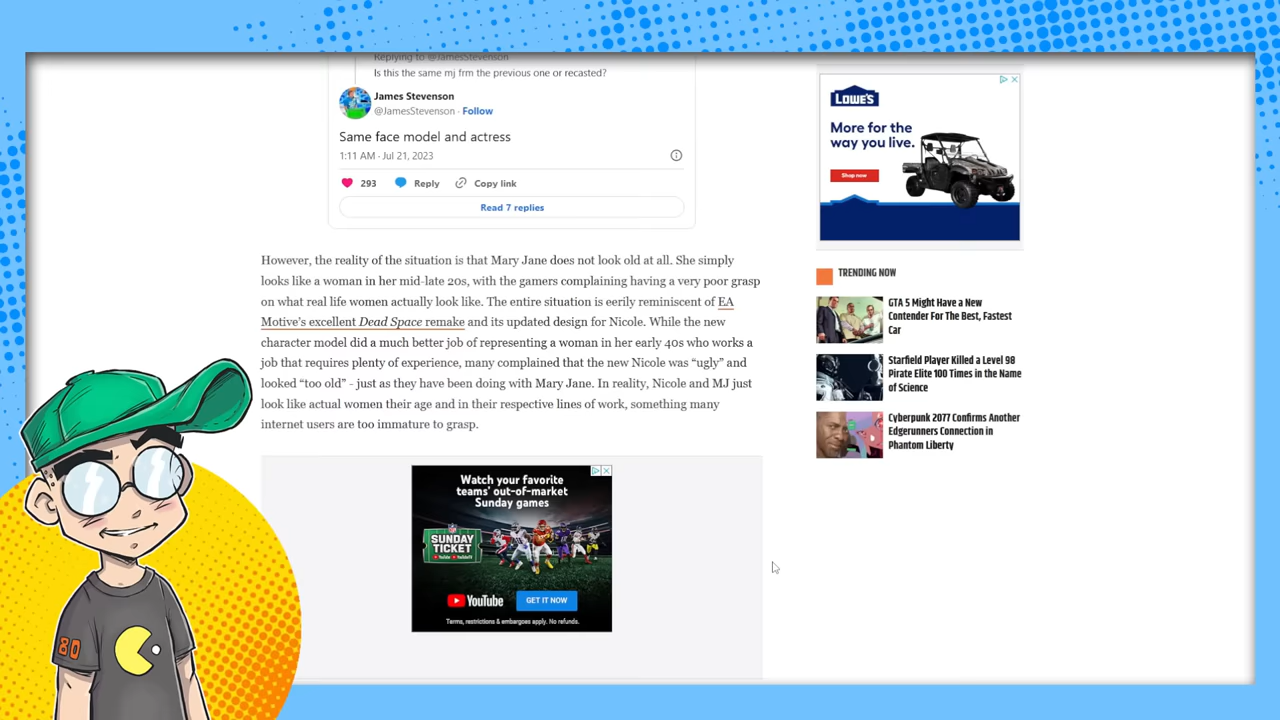 Replying to @JamesStevenson
Is this the same mj frm the previous one or recasted?
James Stevenson
@JamesStevenson · Follow
Same face model and actress
1:11 AM · Jul 21, 2023
293 Reply Copy link
Read 7 replies
However, the reality of the situation is that Mary Jane does not look old at all. She simply
looks like a woman in her mid-late 20s, with the gamers complaining having a very poor grasp
on what real life women actually look like. The entire situation is eerily reminiscent of EA
Motive's excellent Dead Space remake and its updated design for Nicole. While the new
character model did a much better job of representing a woman in her early 40s who works a
job that requires plenty of experience, many complained that the new Nicole was “ugly” and
looked “too old” - just as they have been doing with Mary Jane. In reality, Nicole and MJ just
look like actual women their age and in their respective lines of work, something many
internet users are too immature to grasp.
Watch your favorite
teams' out-of-market
Sunday games
NFL
SUNDAY
TICKET
YouTube
GET IT NOW
Terms, restrictions & embargoes apply. No refunds.
LOWE'S
More for the
way you live.
Shop now
TRENDING NOW
GTA 5 Might Have a New
Contender For The Best, Fastest
Car
Starfield Player Killed a Level 98
Pirate Elite 100 Times in the Name
of Science
Cyberpunk 2077 Confirms Another
Edgerunners Connection in
Phantom Liberty
80